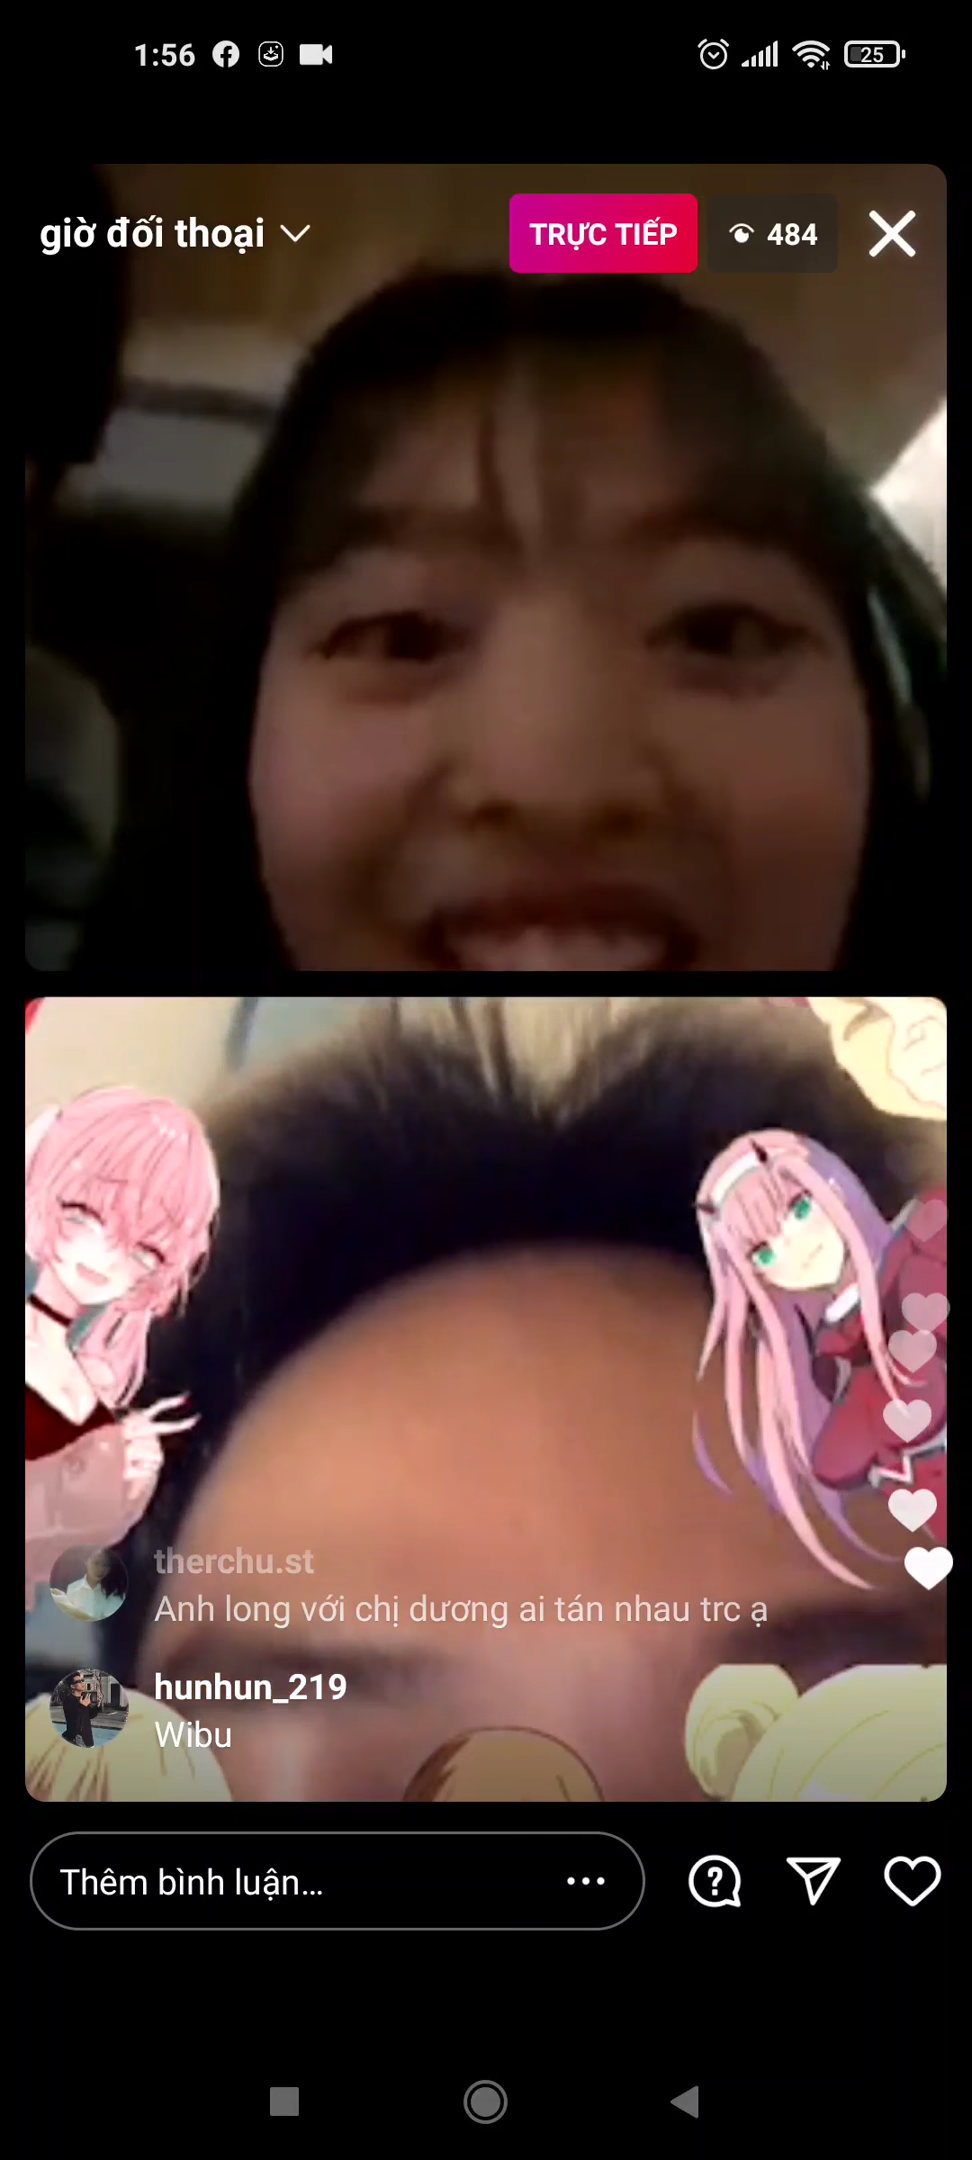 1:56
25
giờ đối thoại
TRỰC TIẾP
484
therchu.st
Anh long với chị dương ai tán nhau trc ạ
hunhun_219
Wibu
Thêm bình luận...